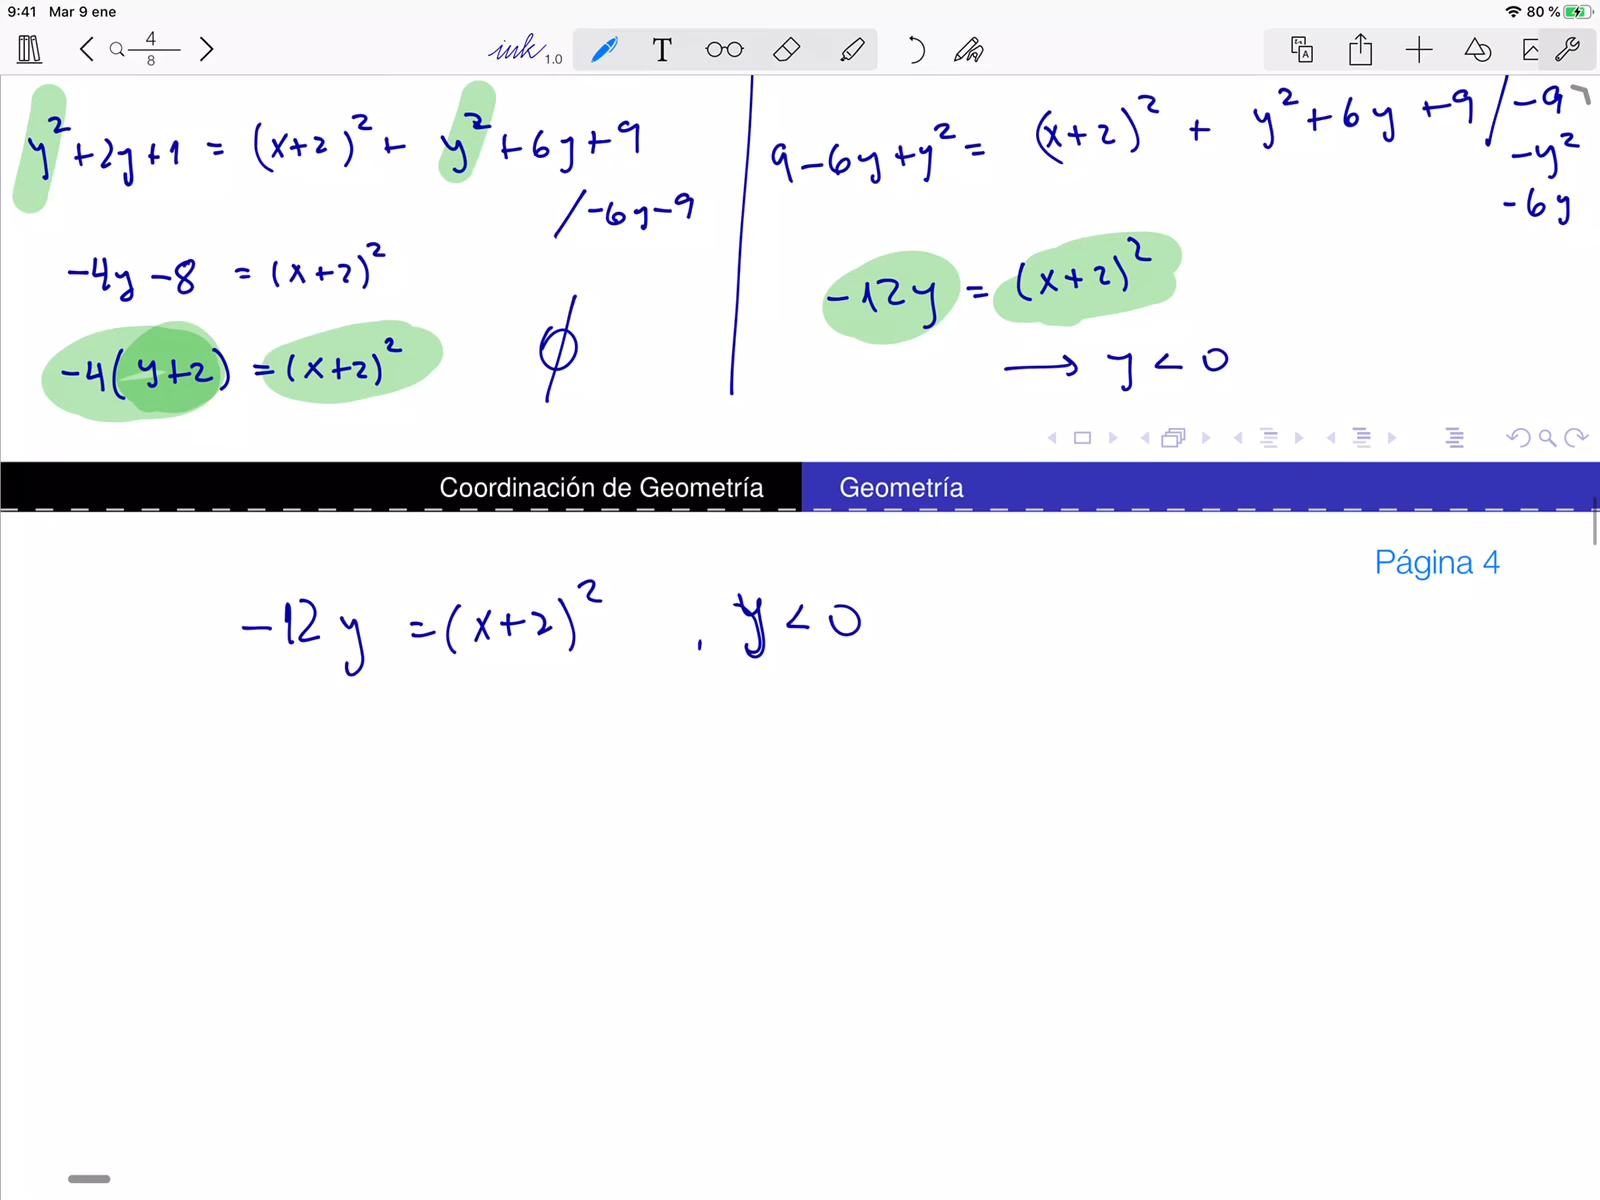 9:41 Mar 9 ene
80 %
4
8
ink 1.0
T
y² + 2y + 1 = (x+2)² + y² + 6y + 9
/ -6y - 9
-4y - 8 = (x+2)²
-4(y+2) = (x+2)²
∅
9 - 6y + y² = (x+2)² + y² + 6y + 9 / -9
-y²
-6y
-12y = (x+2)²
→ y < 0
Coordinación de Geometría
Geometría
Página 4
-12y = (x+2)² , y < 0